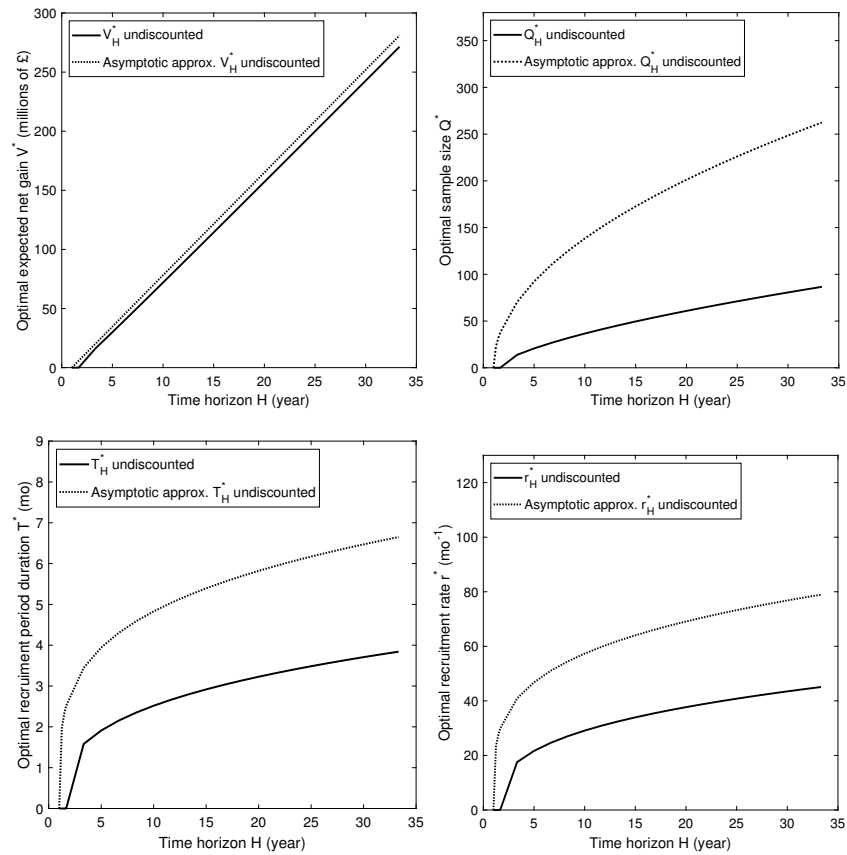 V*H undiscounted
Asymptotic approx. V*H undiscounted
Optimal expected net gain V* (millions of £)
300
250
200
150
100
50
0
0 5 10 15 20 25 30 35
Time horizon H (year)
Q*H undiscounted
Asymptotic approx. Q*H undiscounted
Optimal sample size Q*
350
300
250
200
150
100
50
0
0 5 10 15 20 25 30 35
Time horizon H (year)
T*H undiscounted
Asymptotic approx. T*H undiscounted
Optimal recruiment period duration T* (mo)
9
8
7
6
5
4
3
2
1
0
0 5 10 15 20 25 30 35
Time horizon H (year)
r*H undiscounted
Asymptotic approx. r*H undiscounted
Optimal recruitment rate r* (mo-1)
120
100
80
60
40
20
0
0 5 10 15 20 25 30 35
Time horizon H (year)